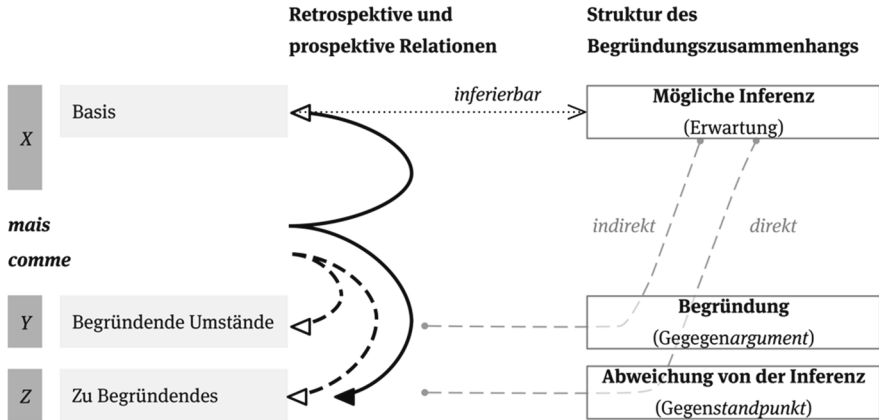 Retrospektive und
prospektive Relationen
Struktur des
Begründungszusammenhangs
X
Basis
inferierbar
Mögliche Inferenz
(Erwartung)
mais
comme
indirekt
direkt
Y
Begründende Umstände
Begründung
(Gegegenargument)
Z
Zu Begründendes
Abweichung von der Inferenz
(Gegenstandpunkt)